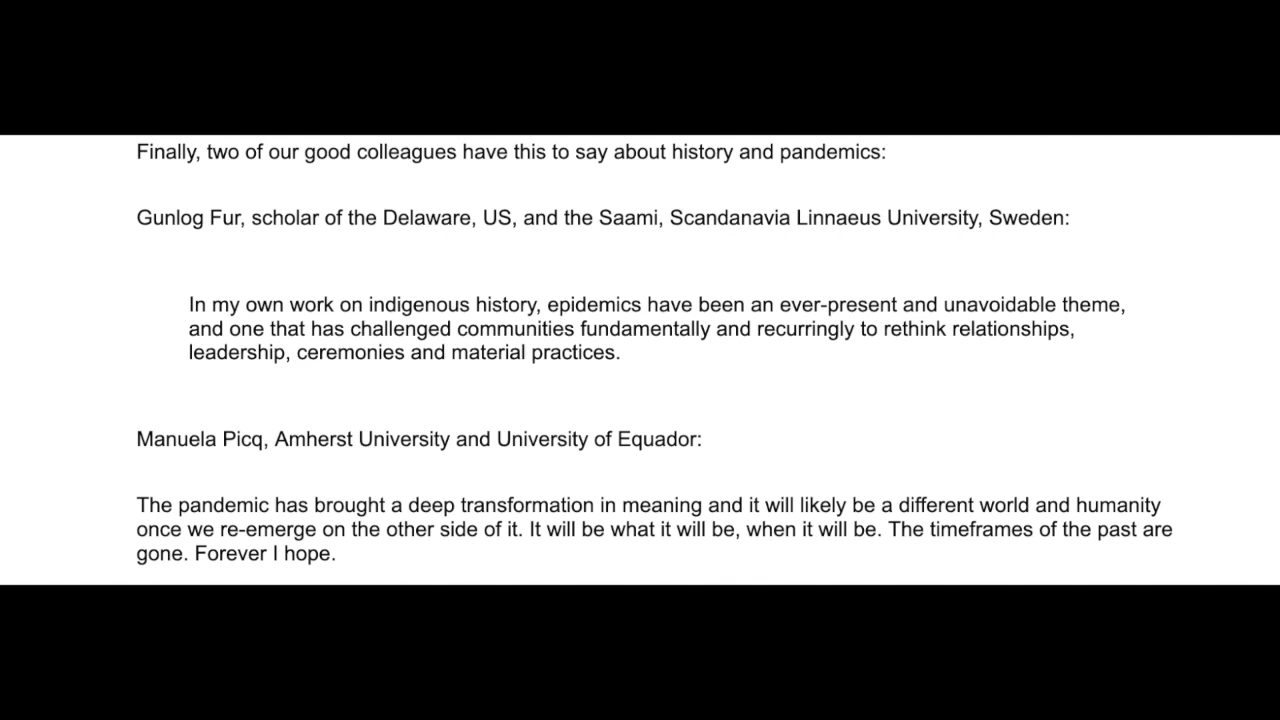 Finally, two of our good colleagues have this to say about history and pandemics:
Gunlog Fur, scholar of the Delaware, US, and the Saami, Scandanavia Linnaeus University, Sweden:
In my own work on indigenous history, epidemics have been an ever-present and unavoidable theme,
and one that has challenged communities fundamentally and recurringly to rethink relationships,
leadership, ceremonies and material practices.
Manuela Picq, Amherst University and University of Equador:
The pandemic has brought a deep transformation in meaning and it will likely be a different world and humanity
once we re-emerge on the other side of it. It will be what it will be, when it will be. The timeframes of the past are
gone. Forever I hope.